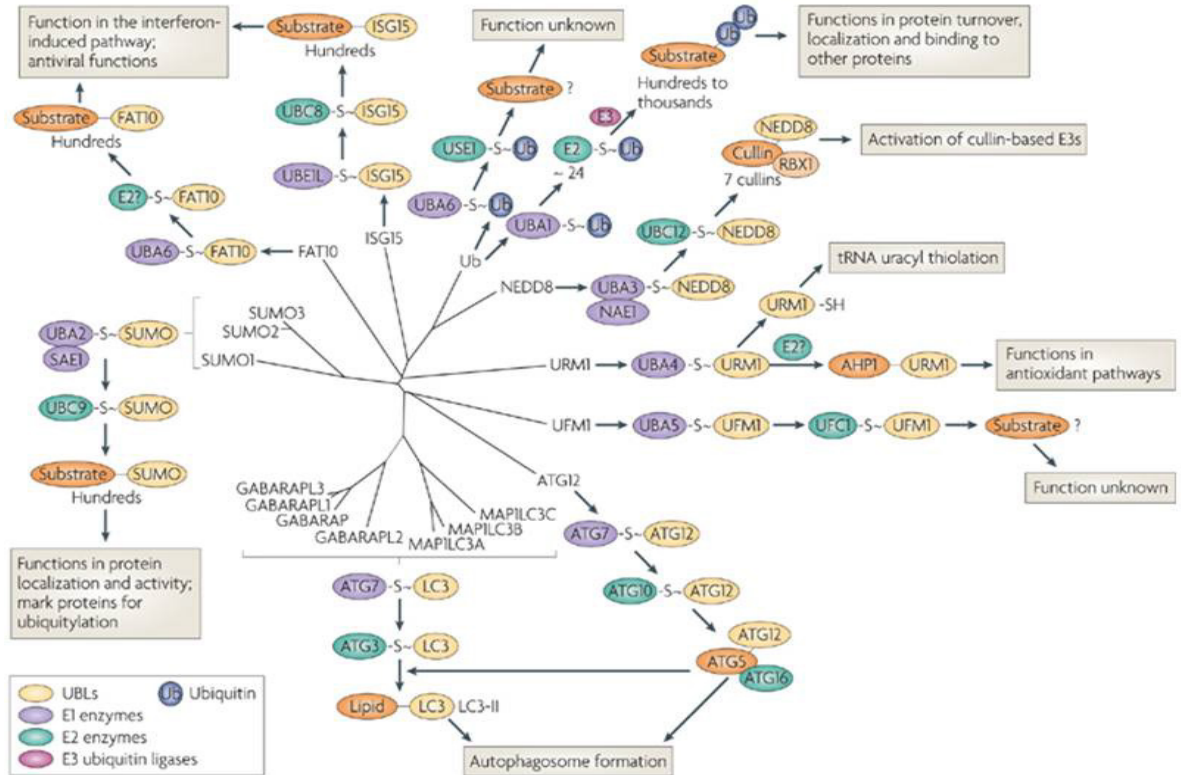 Function in the interferon-
induced pathway;
antiviral functions
Substrate
ISG15
Hundreds
UBC8 -S~ ISG15
UBE1L -S~ ISG15
ISG15
Substrate
FAT10
Hundreds
E2? -S~ FAT10
UBA6 -S~ FAT10
FAT10
Function unknown
Substrate ?
USE1 -S~ Ub
UBA6 -S~ Ub
Ub
Ub
Ub
Substrate
Hundreds to
thousands
E3
E2 -S~ Ub
~ 24
UBA1 -S~ Ub
Ub
Functions in protein turnover,
localization and binding to
other proteins
NEDD8
Cullin
RBX1
7 cullins
Activation of cullin-based E3s
UBC12 -S~ NEDD8
NEDD8
UBA3 -S~ NEDD8
NAE1
tRNA uracyl thiolation
URM1 -SH
E2?
URM1
UBA4 -S~ URM1
AHP1
URM1
Functions in
antioxidant pathways
UFM1
UBA5 -S~ UFM1
UFC1 -S~ UFM1
Substrate ?
Function unknown
SUMO3
SUMO2
SUMO1
UBA2 -S~ SUMO
SAE1
UBC9 -S~ SUMO
Substrate
SUMO
Hundreds
Functions in protein
localization and activity;
mark proteins for
ubiquitylation
GABARAPL3
GABARAPL1
GABARAP
GABARAPL2
MAP1LC3A
MAP1LC3B
MAP1LC3C
ATG7 -S~ LC3
ATG3 -S~ LC3
Lipid
LC3
LC3-II
ATG12
ATG7 -S~ ATG12
ATG10 -S~ ATG12
ATG12
ATG5
ATG16
Autophagosome formation
UBLs
Ub Ubiquitin
E1 enzymes
E2 enzymes
E3 ubiquitin ligases